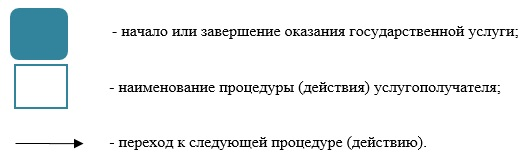 - начало или завершение оказания государственной услуги;
- наименование процедуры (действия) услугополучателя;
- переход к следующей процедуре (действию).